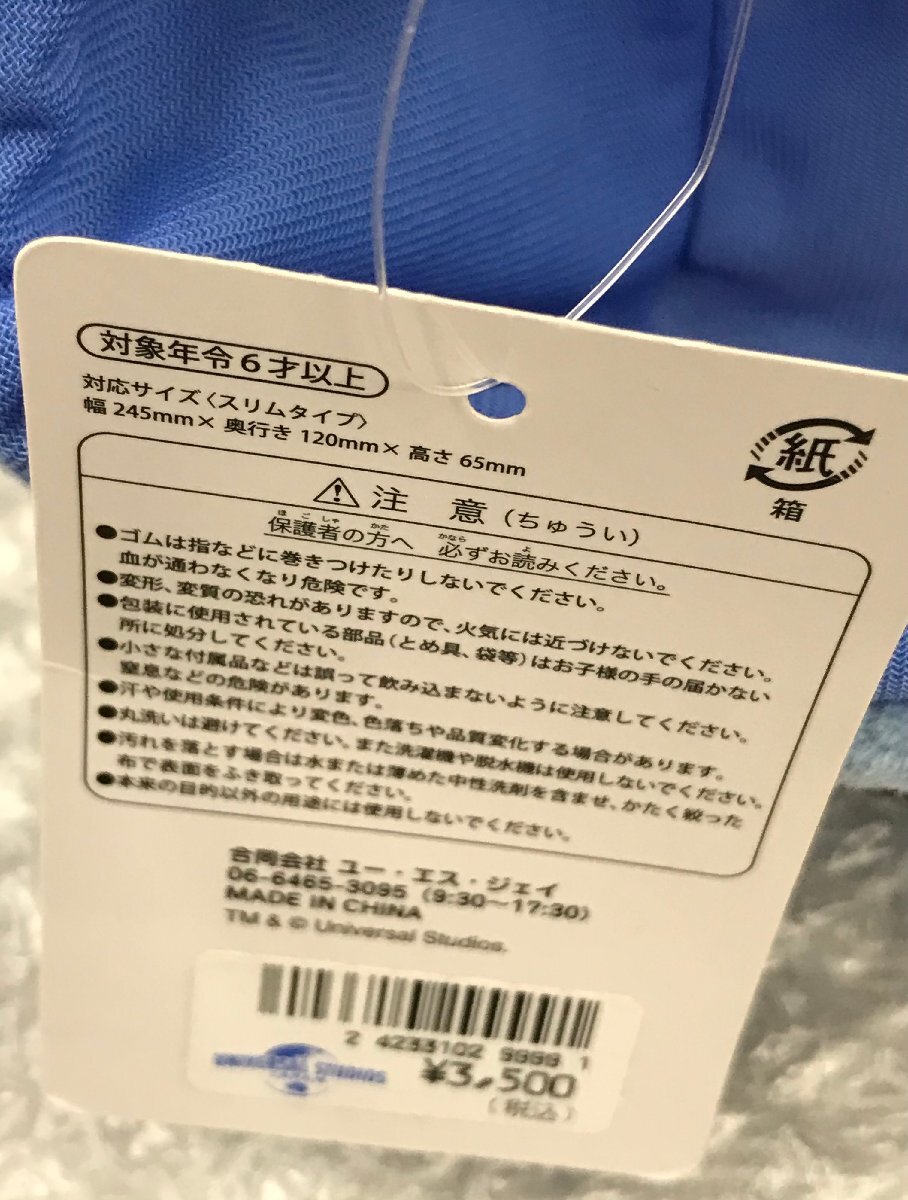 対象年令6才以上
対応サイズ〈スリムタイプ〉
幅 245mm× 奥行き 120mm× 高さ 65mm
紙
箱
注 意 (ちゅうい)
ほ ご しゃ かた かなら よ
保護者の方へ 必ずお読みください。
●ゴムは指などに巻きつけたりしないでください。
血が通わなくなり危険です。
●変形、変質の恐れがありますので、火気には近づけないでください。
●包装に使用されている部品(とめ具、袋等)はお子様の手の届かない
所に処分してください。
●小さな付属品などは誤って飲み込まないように注意してください。
窒息などの危険があります。
●汗や使用条件により変色、色落ちや品質変化する場合があります。
●丸洗いは避けてください。また洗濯機や脱水機は使用しないでください。
●汚れを落とす場合は水または薄めた中性洗剤を含ませ、かたく絞った
布で表面をふき取ってください。
●本来の目的以外の用途には使用しないでください。
合同会社 ユー・エス・ジェイ
06-6465-3095 (9:30～17:30)
MADE IN CHINA
TM & © Universal Studios.
2 4233102 9999 1
UNIVERSAL STUDIOS
¥3,500
(税込)